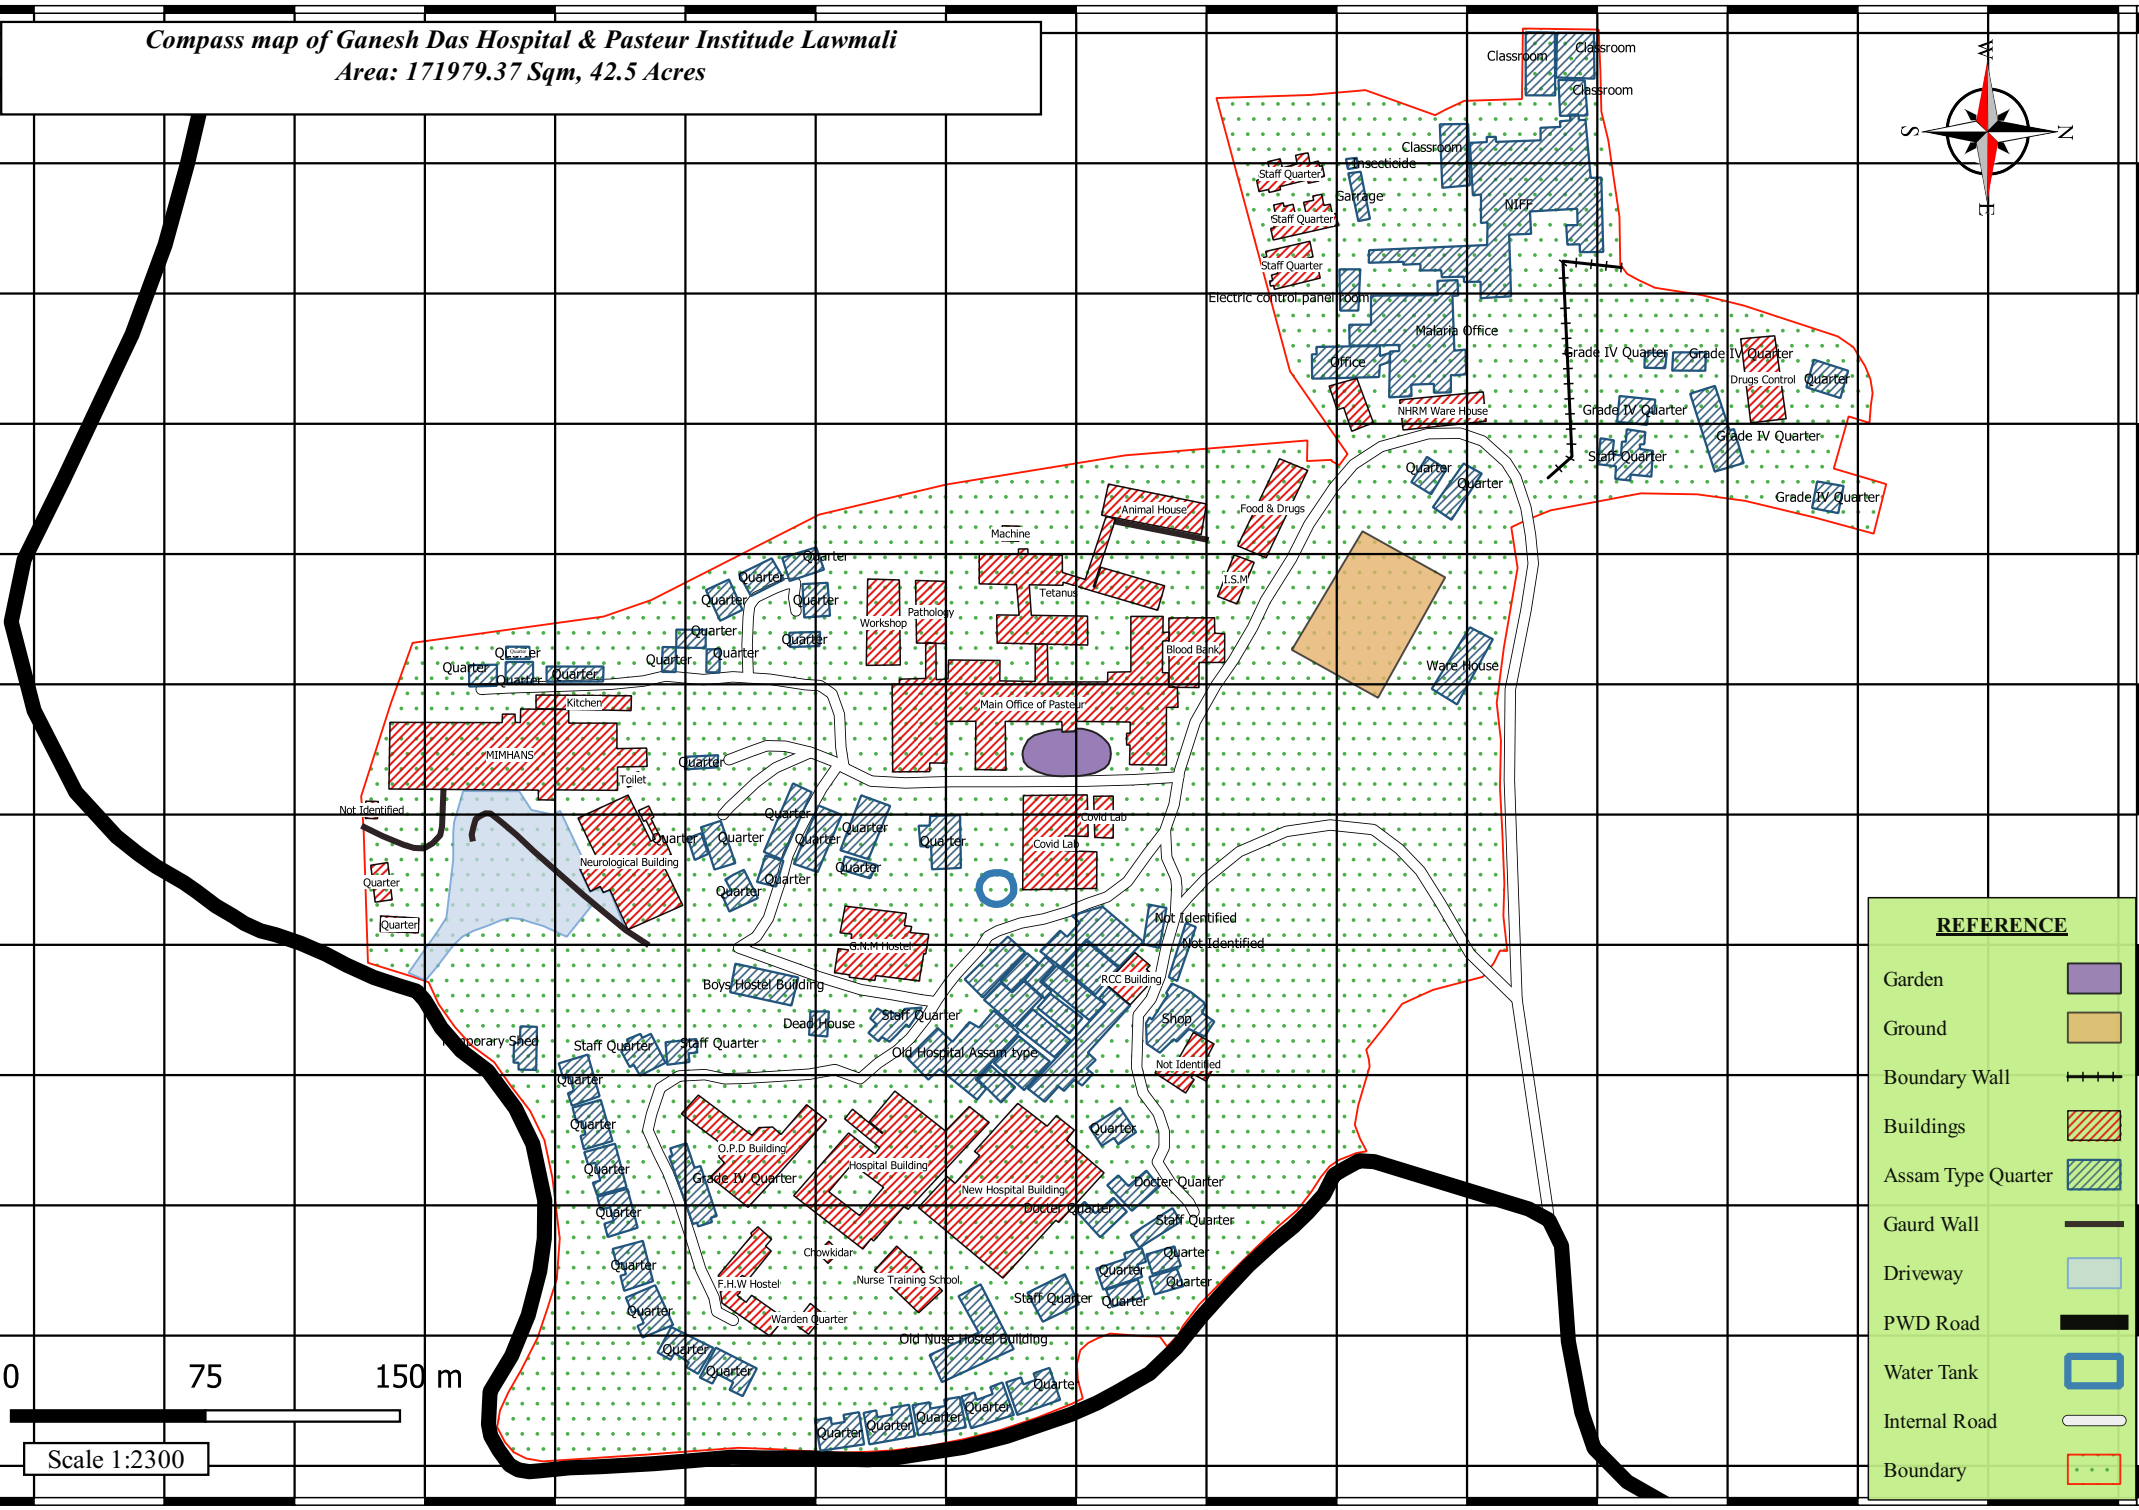 Compass map of Ganesh Das Hospital & Pasteur Institude Lawmali
Area: 171979.37 Sqm, 42.5 Acres
W
S
N
E
Classroom
Classroom
Classroom
Classroom
Insecticide
Staff Quarter
Garrage
NIFF
Staff Quarter
Staff Quarter
Electric control panel room
Malaria Office
Office
Grade IV Quarter
Grade IV Quarter
Drugs Control
Quarter
NHRM Ware House
Grade IV Quarter
Grade IV Quarter
Staff Quarter
Grade IV Quarter
Quarter
Quarter
Animal House
Food & Drugs
Machine
Quarter
Quarter
I.S.M
Tetanus
Quarter
Quarter
Pathology
Workshop
Quarter
Quarter
Blood Bank
Quarter
Quarter
Quarter
Quarter
Quarter
Quarter
Quarter
Ware House
Kitchen
Main Office of Pasteur
MIMHANS
Quarter
Toilet
Not Identified
Quarter
Covid Lab
Quarter
Quarter
Quarter
Quarter
Quarter
Covid Lab
Neurological Building
Quarter
Quarter
Quarter
Quarter
Quarter
Not Identified
Not Identified
G.N.M Hostel
RCC Building
Boys Hostel Building
Staff Quarter
Dead House
Shop
Temporary Shed
Staff Quarter
Staff Quarter
Old Hospital Assam type
Not Identified
Quarter
Quarter
Quarter
O.P.D Building
Hospital Building
Quarter
Grade IV Quarter
New Hospital Building
Docter Quarter
Docter Quarter
Quarter
Staff Quarter
Chowkidar
Quarter
Quarter
Quarter
F.H.W Hostel
Nurse Training School
Quarter
Staff Quarter
Quarter
Quarter
Warden Quarter
Old Nuse Hostel Building
Quarter
Quarter
Quarter
Quarter
Quarter
Quarter
Quarter
0 75 150 m
Scale 1:2300
REFERENCE
Garden
Ground
Boundary Wall
Buildings
Assam Type Quarter
Gaurd Wall
Driveway
PWD Road
Water Tank
Internal Road
Boundary